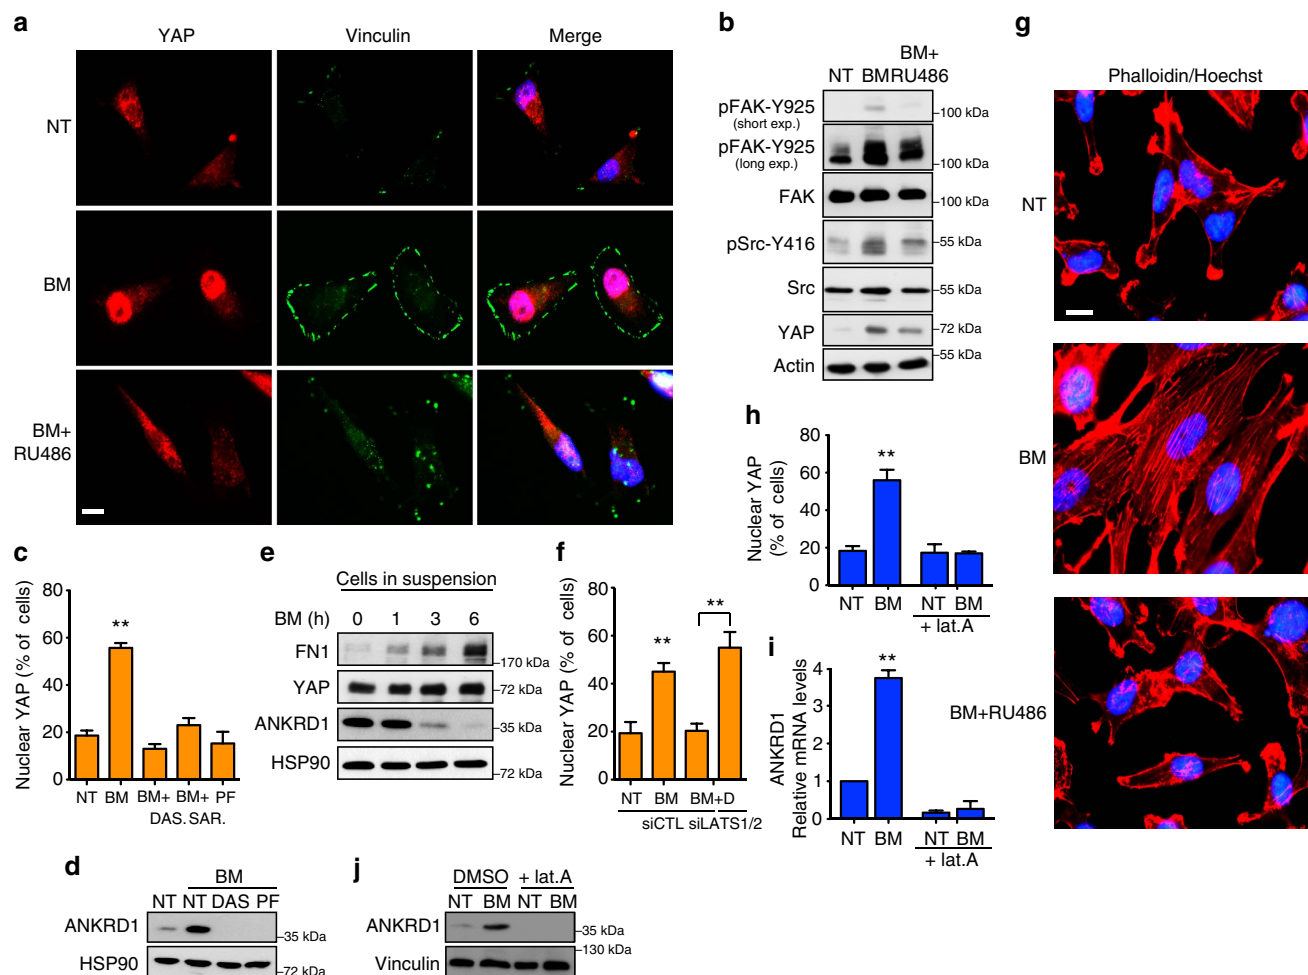 a
YAP
Vinculin
Merge
NT
BM
BM+
RU486
b
NT
BM
BM+
RU486
pFAK-Y925
(short exp.)
100 kDa
pFAK-Y925
(long exp.)
100 kDa
FAK
100 kDa
pSrc-Y416
55 kDa
Src
55 kDa
YAP
72 kDa
Actin
55 kDa
g
Phalloidin/Hoechst
NT
BM
BM+RU486
c
Nuclear YAP (% of cells)
80
60
40
20
0
**
NT BM BM+ BM+ PF
DAS. SAR.
e
Cells in suspension
BM (h) 0 1 3 6
FN1
170 kDa
YAP
72 kDa
ANKRD1
35 kDa
HSP90
72 kDa
f
Nuclear YAP (% of cells)
80
60
40
20
0
**
**
NT BM BM+D
siCTL siLATS1/2
h
Nuclear YAP
(% of cells)
80
60
40
20
0
**
NT BM NT BM
+ lat.A
i
ANKRD1
Relative mRNA levels
4
3
2
1
0
**
NT BM NT BM
+ lat.A
d
BM
NT NT DAS PF
ANKRD1
35 kDa
HSP90
72 kDa
j
DMSO + lat.A
NT BM NT BM
ANKRD1
35 kDa
130 kDa
Vinculin